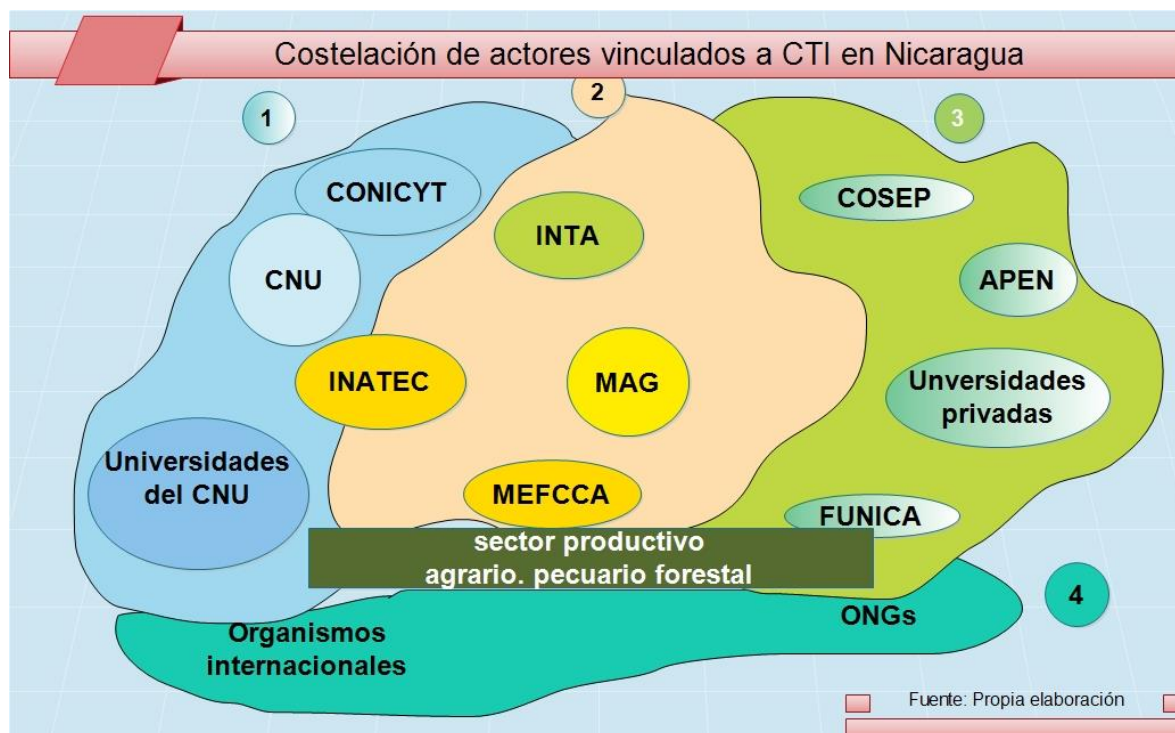 Costelación de actores vinculados a CTI en Nicaragua
1
2
3
CONICYT
COSEP
INTA
CNU
APEN
INATEC
MAG
Unversidades
privadas
Universidades
del CNU
MEFCCA
FUNICA
sector productivo
agrario. pecuario forestal
4
ONGs
Organismos
internacionales
Fuente: Propia elaboración